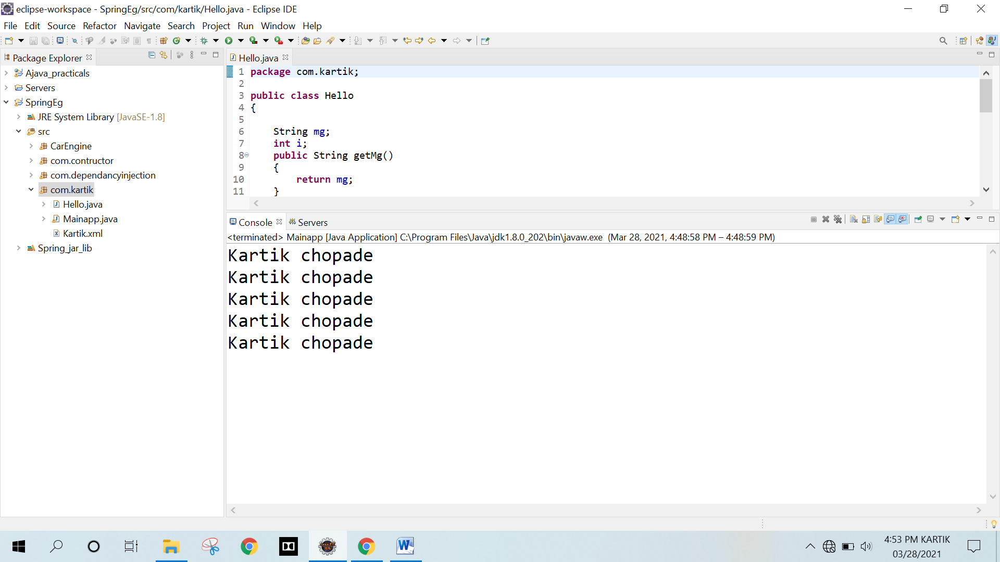 eclipse-workspace - SpringEg/src/com/kartik/Hello.java - Eclipse IDE
File Edit Source Refactor Navigate Search Project Run Window Help
Package Explorer
Ajava_practicals
Servers
SpringEg
JRE System Library [JavaSE-1.8]
src
CarEngine
com.contructor
com.dependancyinjection
com.kartik
Hello.java
Mainapp.java
Kartik.xml
Spring_jar_lib
Hello.java
1 package com.kartik;
2
3 public class Hello
4 {
5
6 String mg;
7 int i;
8 public String getMg()
9 {
10 return mg;
11 }
Console Servers
<terminated> Mainapp [Java Application] C:\Program Files\Java\jdk1.8.0_202\bin\javaw.exe (Mar 28, 2021, 4:48:58 PM – 4:48:59 PM)
Kartik chopade
Kartik chopade
Kartik chopade
Kartik chopade
Kartik chopade
4:53 PM KARTIK
03/28/2021